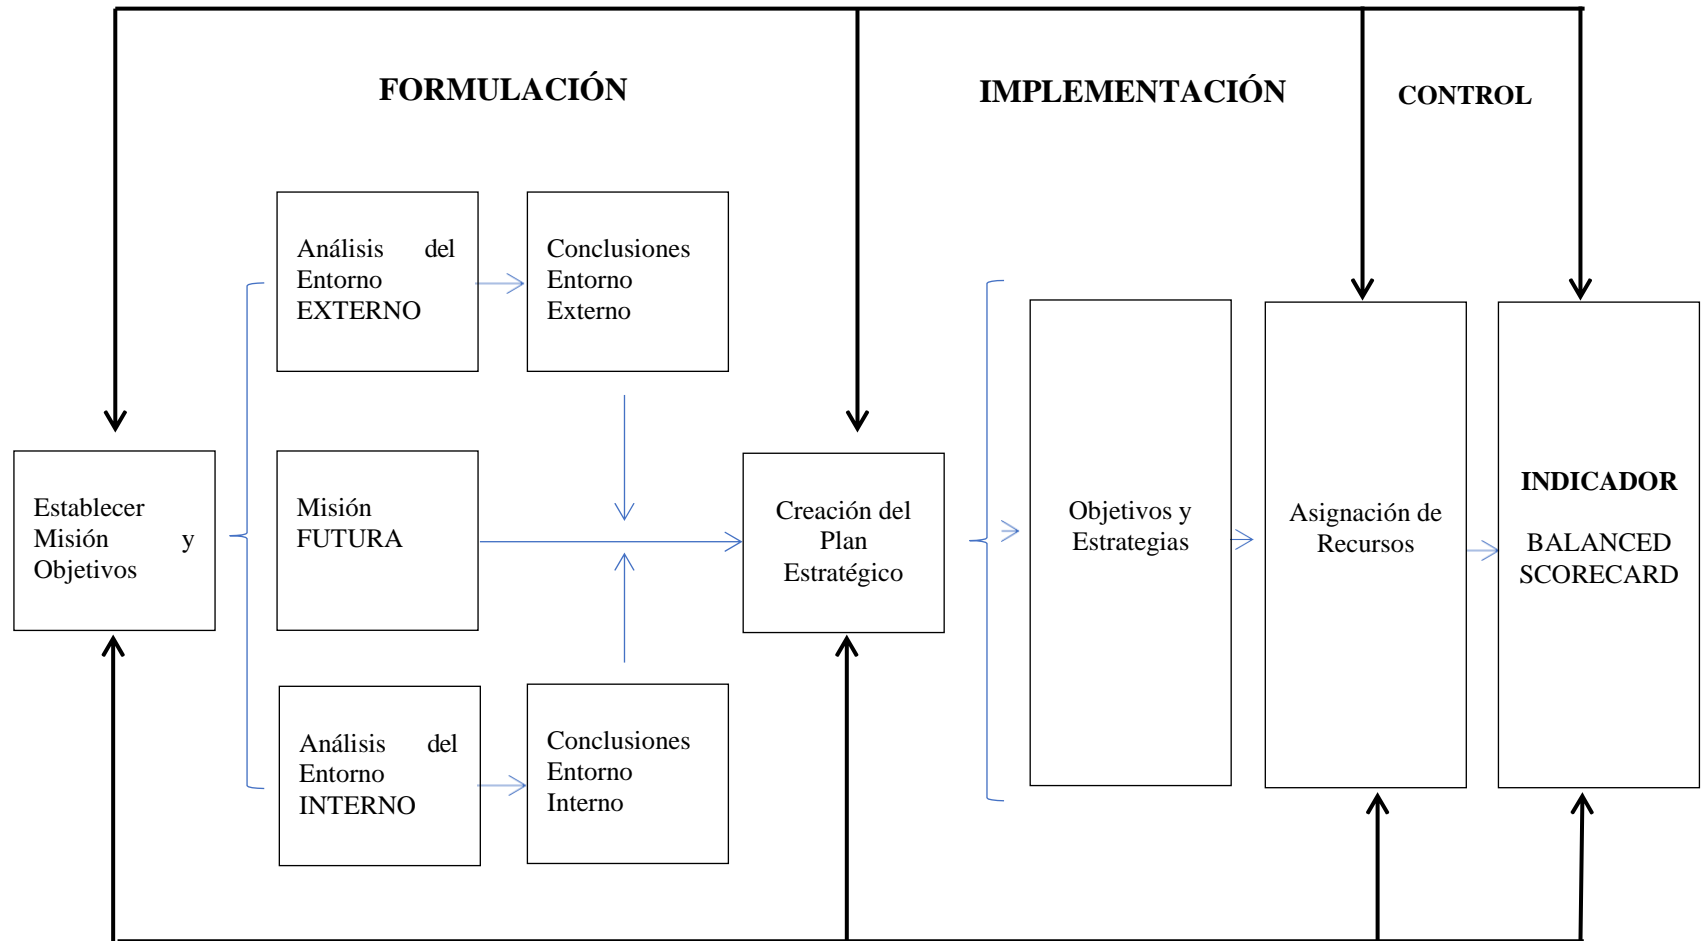 FORMULACIÓN
IMPLEMENTACIÓN
CONTROL
Análisis del
Entorno
EXTERNO
Conclusiones
Entorno
Externo
Establecer
Misión y
Objetivos
Misión
FUTURA
Creación del
Plan
Estratégico
Objetivos y
Estrategias
Asignación de
Recursos
INDICADOR
BALANCED
SCORECARD
Análisis del
Entorno
INTERNO
Conclusiones
Entorno
Interno